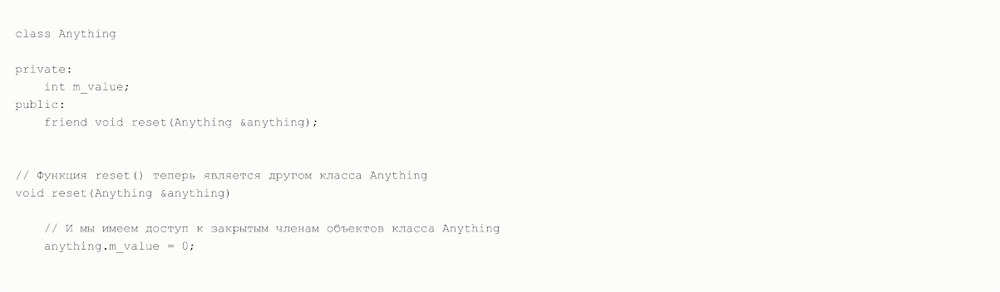 class Anything
private:
    int m_value;
public:
    friend void reset(Anything &anything);
// Функция reset() теперь является другом класса Anything
void reset(Anything &anything)
    // И мы имеем доступ к закрытым членам объектов класса Anything
    anything.m_value = 0;